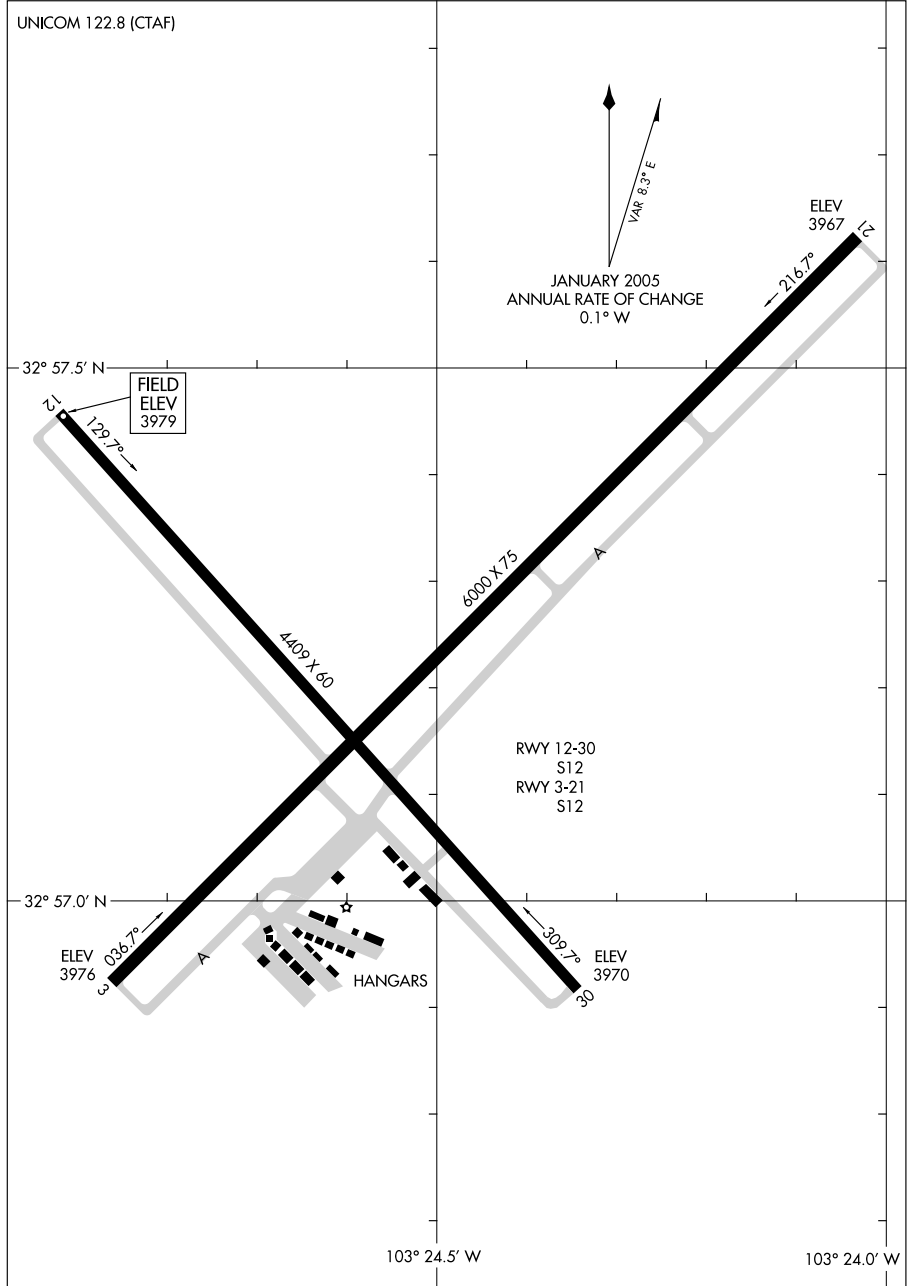 UNICOM 122.8 (CTAF)
VAR 8.3° E
JANUARY 2005
ANNUAL RATE OF CHANGE
0.1° W
ELEV
3967
21
216.7°
32° 57.5' N
FIELD
ELEV
3979
12
129.7°
A
6000 X 75
4409 X 60
RWY 12-30
S12
RWY 3-21
S12
32° 57.0' N
036.7°
ELEV
3976
3
A
HANGARS
309.7°
ELEV
3970
30
103° 24.5' W
103° 24.0' W